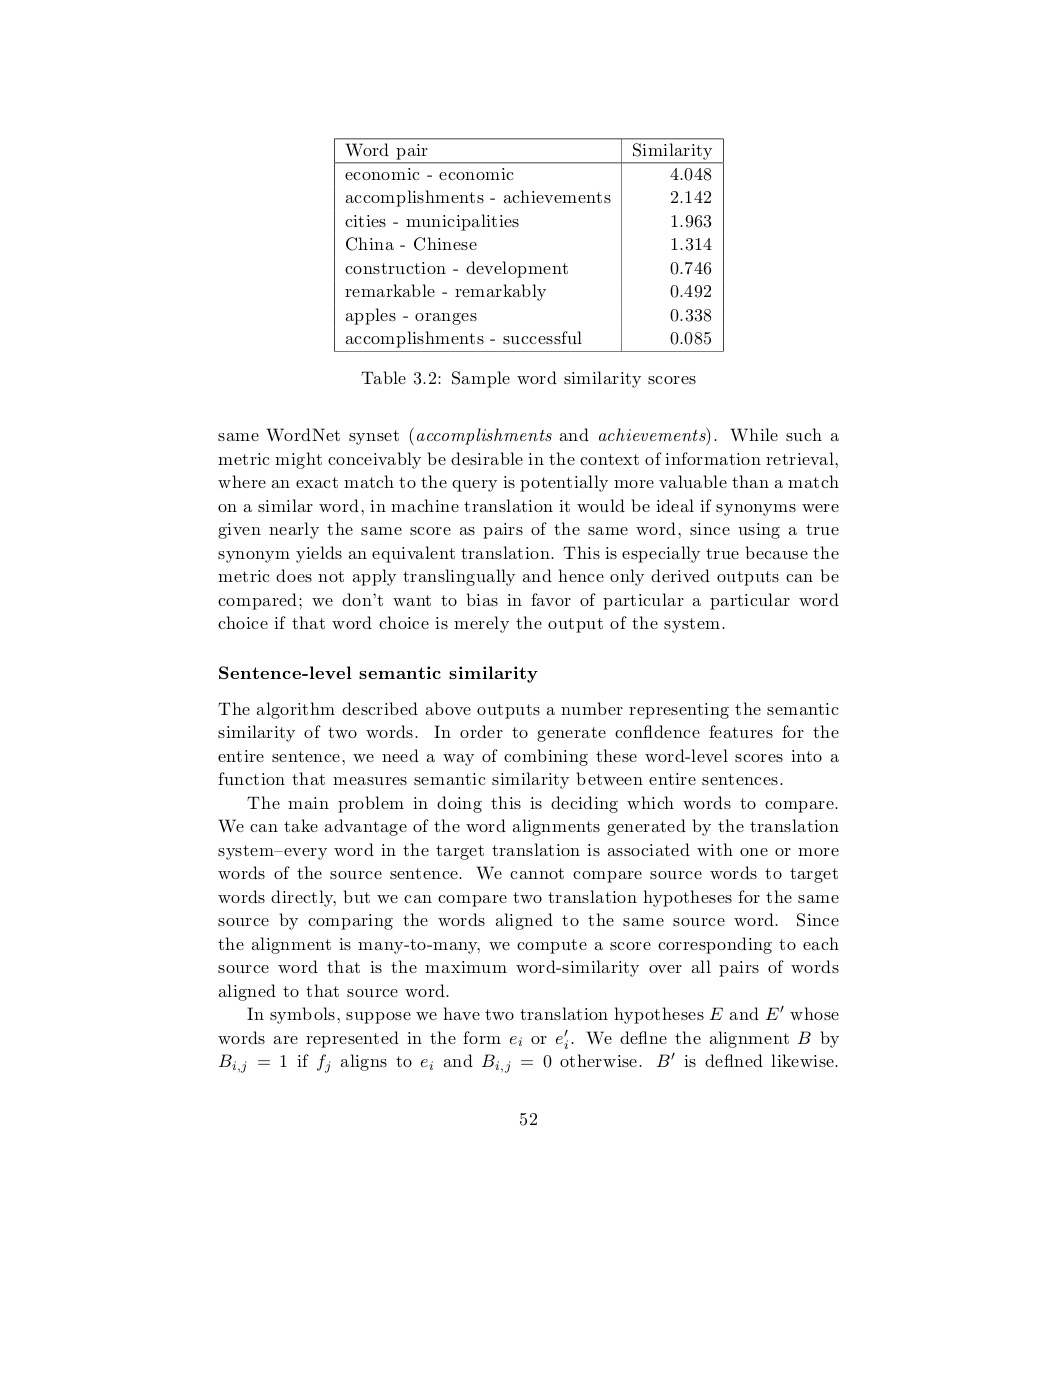 Word pair Similarity
economic - economic 4.048
accomplishments - achievements 2.142
cities - municipalities 1.963
China - Chinese 1.314
construction - development 0.746
remarkable - remarkably 0.492
apples - oranges 0.338
accomplishments - successful 0.085
Table 3.2: Sample word similarity scores
same WordNet synset (accomplishments and achievements). While such a
metric might conceivably be desirable in the context of information retrieval,
where an exact match to the query is potentially more valuable than a match
on a similar word, in machine translation it would be ideal if synonyms were
given nearly the same score as pairs of the same word, since using a true
synonym yields an equivalent translation. This is especially true because the
metric does not apply translingually and hence only derived outputs can be
compared; we don't want to bias in favor of particular a particular word
choice if that word choice is merely the output of the system.
Sentence-level semantic similarity
The algorithm described above outputs a number representing the semantic
similarity of two words. In order to generate confidence features for the
entire sentence, we need a way of combining these word-level scores into a
function that measures semantic similarity between entire sentences.
The main problem in doing this is deciding which words to compare.
We can take advantage of the word alignments generated by the translation
system–every word in the target translation is associated with one or more
words of the source sentence. We cannot compare source words to target
words directly, but we can compare two translation hypotheses for the same
source by comparing the words aligned to the same source word. Since
the alignment is many-to-many, we compute a score corresponding to each
source word that is the maximum word-similarity over all pairs of words
aligned to that source word.
In symbols, suppose we have two translation hypotheses E and E′ whose
words are represented in the form e_i or e′_i. We define the alignment B by
B_{i,j} = 1 if f_j aligns to e_i and B_{i,j} = 0 otherwise. B′ is defined likewise.
52